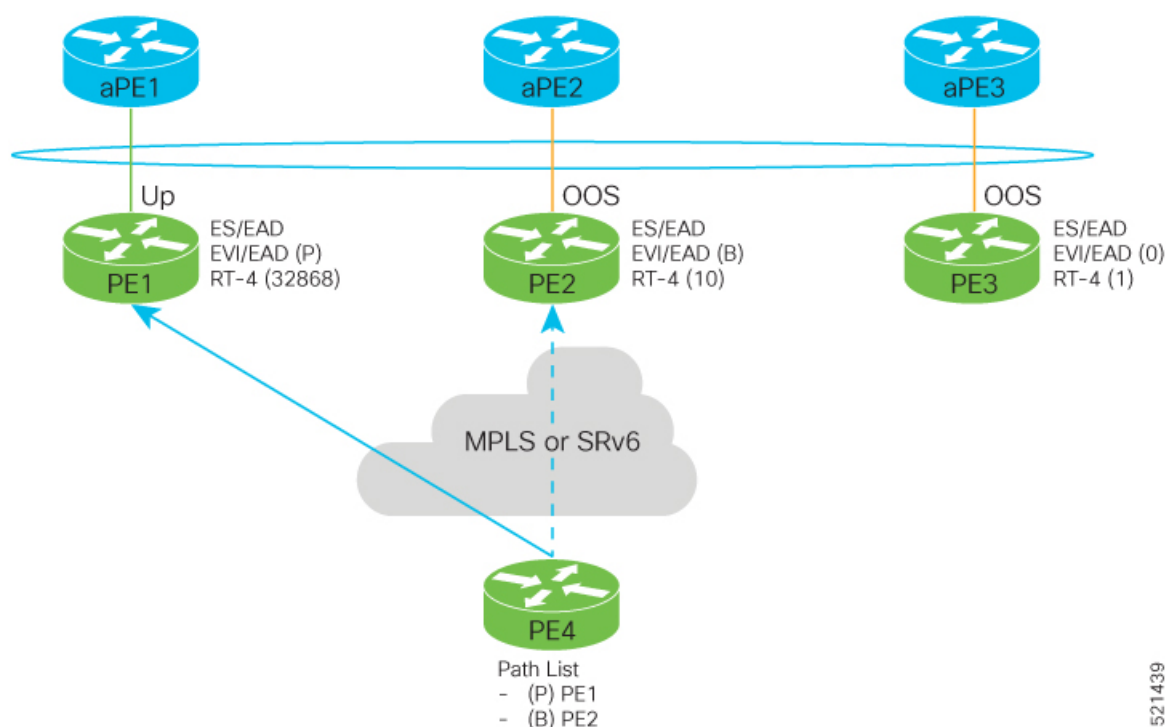 aPE1
aPE2
aPE3
Up
OOS
OOS
PE1
ES/EAD
EVI/EAD (P)
RT-4 (32868)
PE2
ES/EAD
EVI/EAD (B)
RT-4 (10)
PE3
ES/EAD
EVI/EAD (0)
RT-4 (1)
MPLS or SRv6
PE4
Path List
- (P) PE1
- (B) PE2
521439